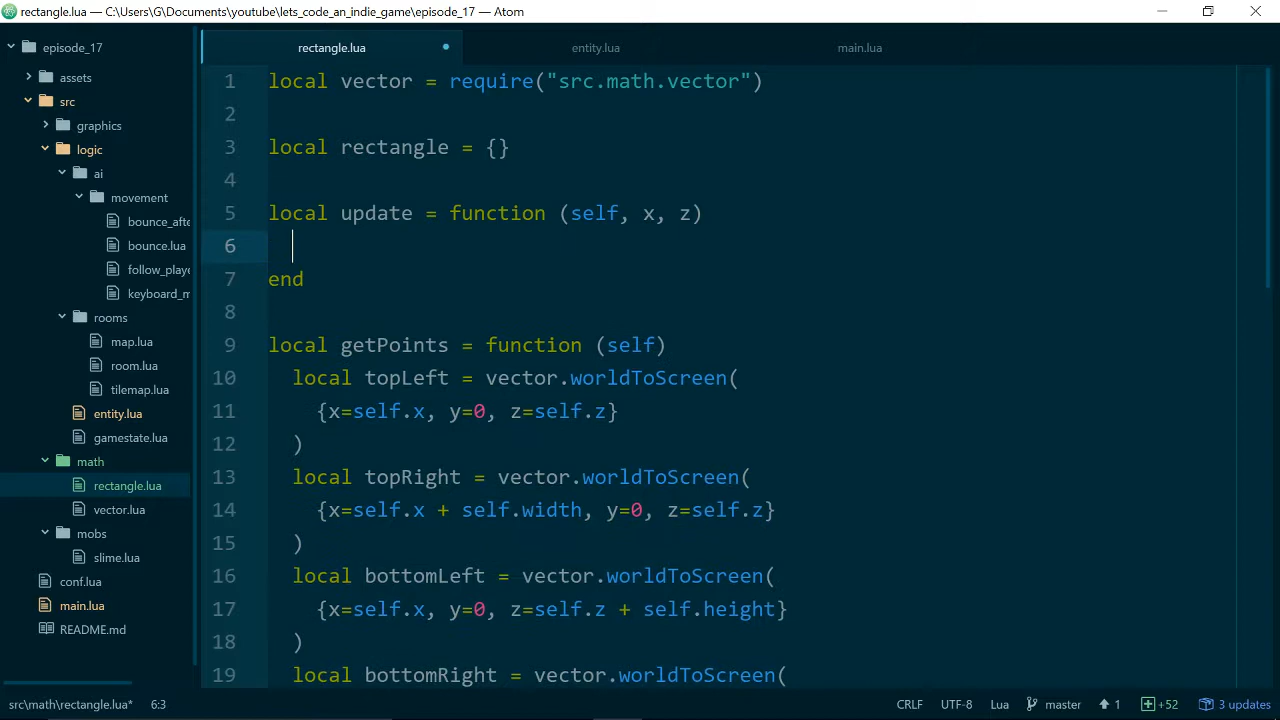 rectangle.lua — C:\Users\G\Documents\youtube\lets_code_an_indie_game\episode_17 — Atom
episode_17
assets
src
graphics
logic
ai
movement
bounce_afte
bounce.lua
follow_playe
keyboard_m
rooms
map.lua
room.lua
tilemap.lua
entity.lua
gamestate.lua
math
rectangle.lua
vector.lua
mobs
slime.lua
conf.lua
main.lua
README.md
rectangle.lua
entity.lua
main.lua
1 local vector = require("src.math.vector")
2
3 local rectangle = {}
4
5 local update = function (self, x, z)
6
7 end
8
9 local getPoints = function (self)
10 local topLeft = vector.worldToScreen(
11 {x=self.x, y=0, z=self.z}
12 )
13 local topRight = vector.worldToScreen(
14 {x=self.x + self.width, y=0, z=self.z}
15 )
16 local bottomLeft = vector.worldToScreen(
17 {x=self.x, y=0, z=self.z + self.height}
18 )
19 local bottomRight = vector.worldToScreen(
src\math\rectangle.lua* 6:3
CRLF UTF-8 Lua master 1 +52 3 updates